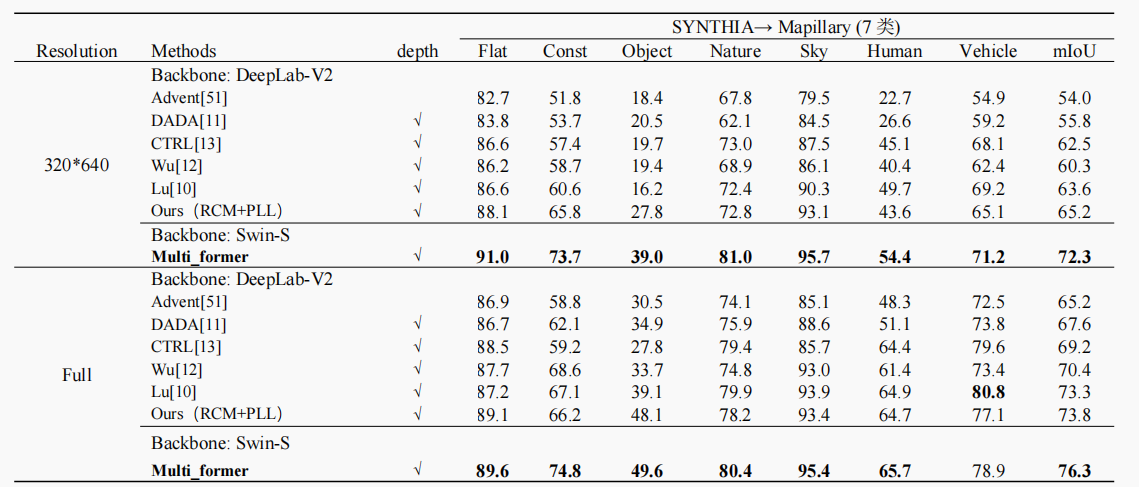 SYNTHIA→ Mapillary (7 类)
Resolution Methods depth Flat Const Object Nature Sky Human Vehicle mIoU
Backbone: DeepLab-V2
Advent[51] 82.7 51.8 18.4 67.8 79.5 22.7 54.9 54.0
DADA[11] √ 83.8 53.7 20.5 62.1 84.5 26.6 59.2 55.8
CTRL[13] √ 86.6 57.4 19.7 73.0 87.5 45.1 68.1 62.5
320*640 Wu[12] √ 86.2 58.7 19.4 68.9 86.1 40.4 62.4 60.3
Lu[10] √ 86.6 60.6 16.2 72.4 90.3 49.7 69.2 63.6
Ours（RCM+PLL） √ 88.1 65.8 27.8 72.8 93.1 43.6 65.1 65.2
Backbone: Swin-S
Multi_former √ 91.0 73.7 39.0 81.0 95.7 54.4 71.2 72.3
Backbone: DeepLab-V2
Advent[51] 86.9 58.8 30.5 74.1 85.1 48.3 72.5 65.2
DADA[11] √ 86.7 62.1 34.9 75.9 88.6 51.1 73.8 67.6
CTRL[13] √ 88.5 59.2 27.8 79.4 85.7 64.4 79.6 69.2
Full Wu[12] √ 87.7 68.6 33.7 74.8 93.0 61.4 73.4 70.4
Lu[10] √ 87.2 67.1 39.1 79.9 93.9 64.9 80.8 73.3
Ours（RCM+PLL） √ 89.1 66.2 48.1 78.2 93.4 64.7 77.1 73.8
Backbone: Swin-S
Multi_former √ 89.6 74.8 49.6 80.4 95.4 65.7 78.9 76.3